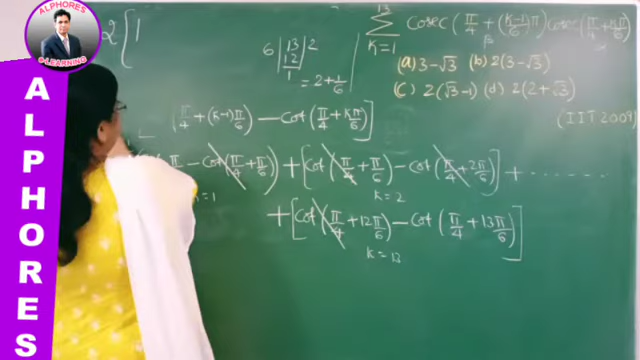 ALPHORES
e-LEARNING
ALPHORES
2{1
6 | 13 | 2
12
1
= 2+1/6
13
Σ Cosec(π/4 + (k-1)π/6) cosec(π/4 + kπ/6)
K=1
(a) 3-√3 (b) 2(3-√3)
(c) 2(√3-1) (d) 2(2+√3)
(IIT 2009)
(π/4 + (k-1)π/6) - cot(π/4 + kπ/6)]
π - cot(π/4 + π/6)) + [cot(π/4 + π/6) - cot(π/4 + 2π/6)] + ......
k=1 k=2
+ [cot(π/4 + 12π/6) - cot(π/4 + 13π/6)]
k=13